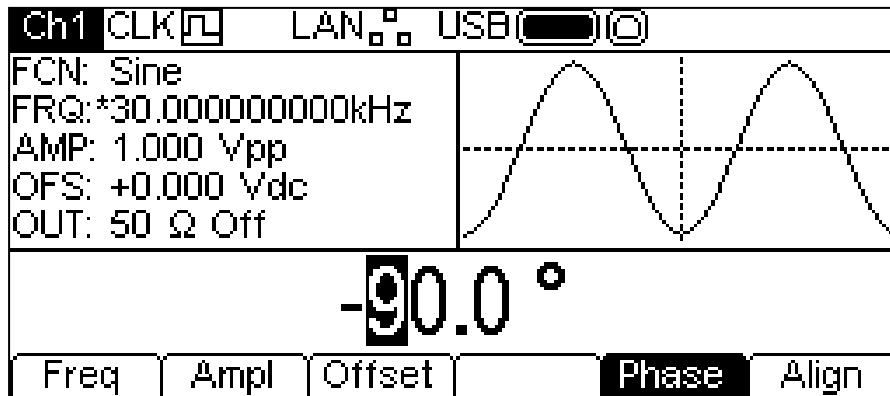 Ch1 CLK LAN USB
FCN: Sine
FRQ:*30.000000000kHz
AMP: 1.000 Vpp
OFS: +0.000 Vdc
OUT: 50 Ω Off
-90.0 °
Freq Ampl Offset Phase Align